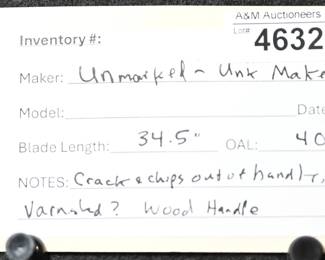 A&M Auctioneers
Inventory #:
Lot# 4632
Maker: Unmarked - Unk Make
Model: Date
Blade Length: 34.5" OAL: 40
NOTES: Crack & chips out of handle,
Varnished? Wood Handle